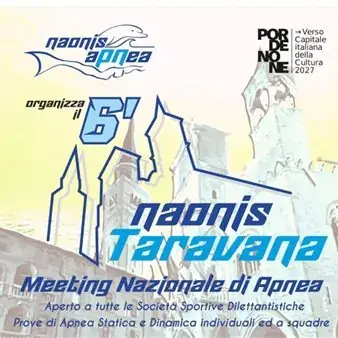 naonis
apnea
POR
DE
NO
NE
→ Verso
Capitale
italiana
della
Cultura
2027
organizza
il
6'
naonis
Taravana
Meeting Nazionale di Apnea
Aperto a tutte le Società Sportive Dilettantistiche
Prove di Apnea Statica e Dinamica individuali ed a squadre